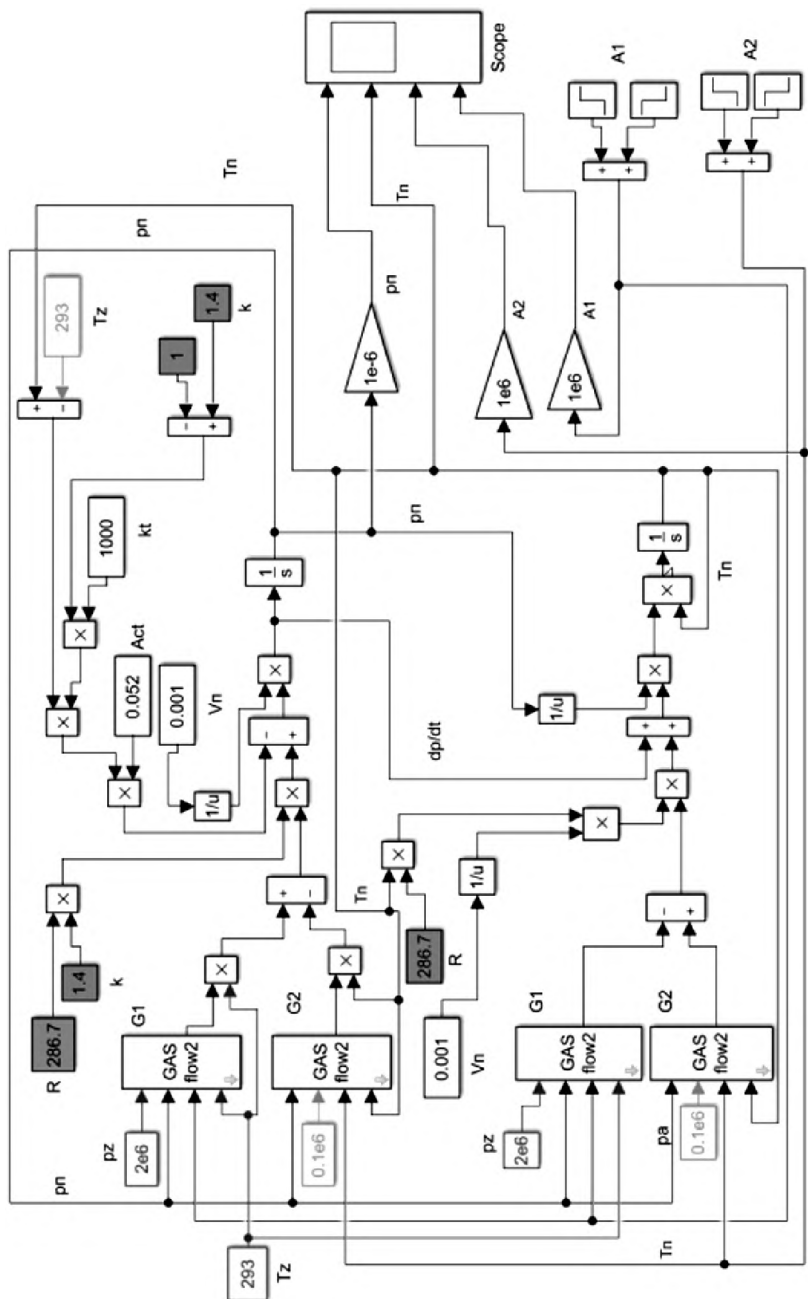 Tn
pn
293
Tz
1
1.4
k
+
−
−
+
1000
kt
×
×
Act
0.052
0.001
Vn
×
1/u
×
−
+
×
1
s
R
286.7
1.4
k
×
G1
GAS
flow2
pz
2e6
pn
×
+
−
G2
GAS
flow2
0.1e6
×
293
Tz
Tn
×
286.7
R
0.001
Vn
1/u
×
×
dp/dt
1/u
+
+
×
×
1
s
Tn
pn
G1
GAS
flow2
pz
2e6
−
+
G2
GAS
flow2
pa
0.1e6
Tn
1e-6
pn
Tn
1e6
A2
1e6
A1
Scope
A1
+
+
A2
+
+